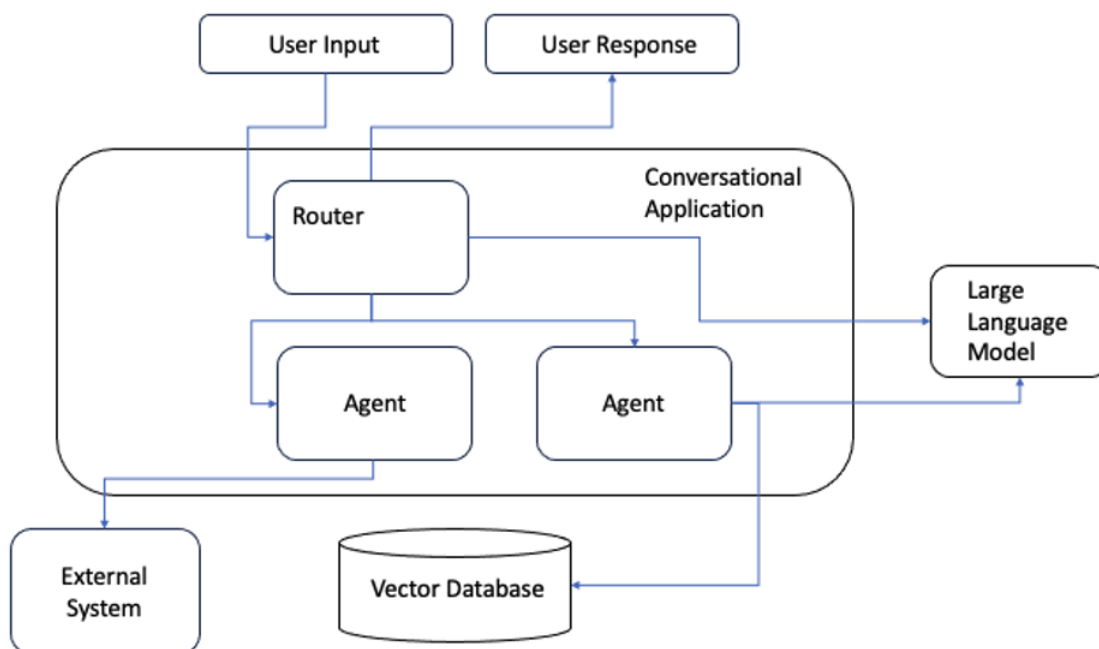 User Input
User Response
Conversational
Application
Router
Large
Language
Model
Agent
Agent
External
System
Vector Database